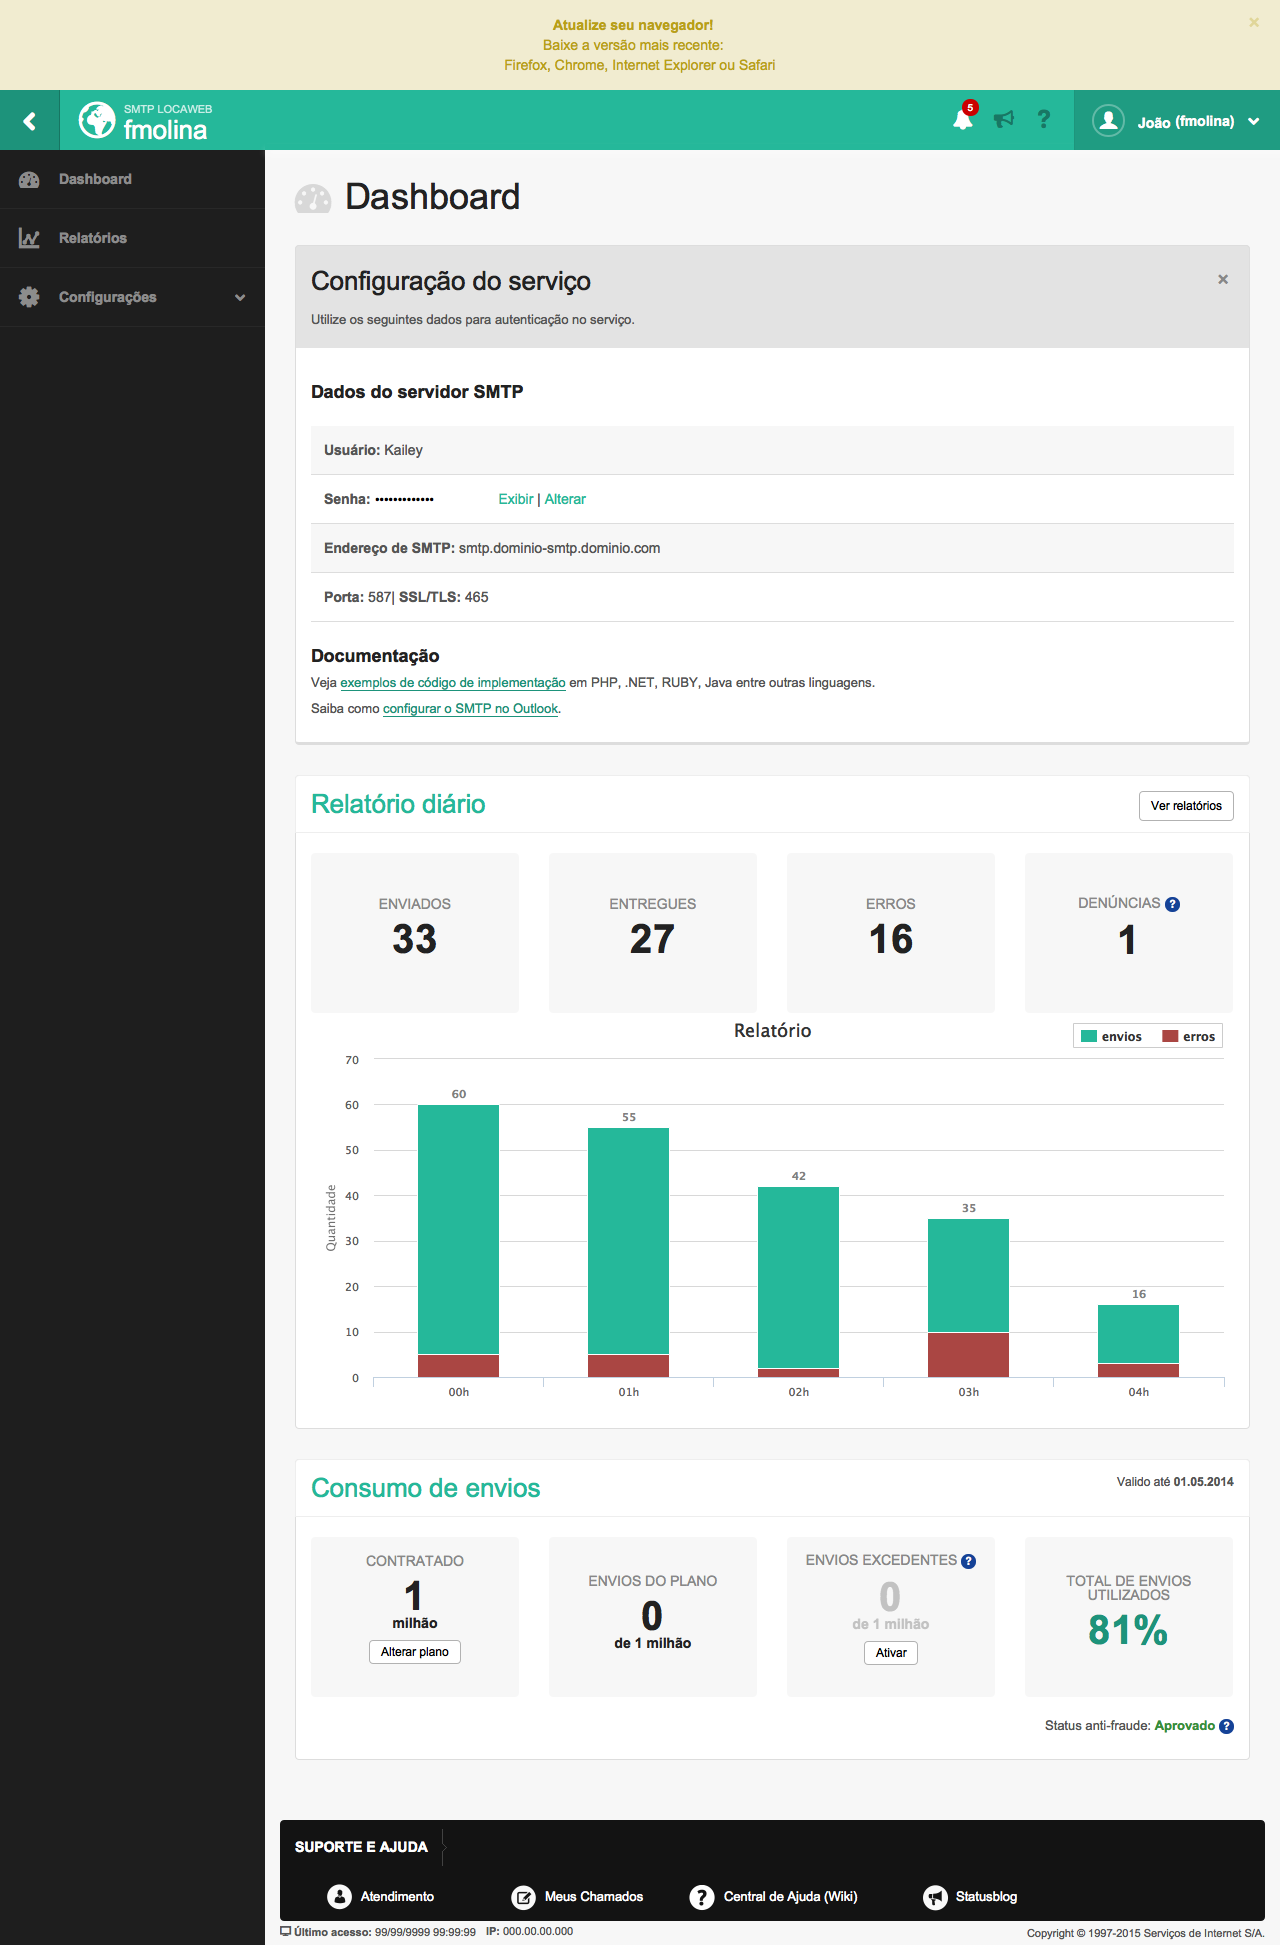 Atualize seu navegador!
Baixe a versão mais recente:
Firefox, Chrome, Internet Explorer ou Safari
×
SMTP LOCAWEB
fmolina
5
?
João (fmolina)
Dashboard
Relatórios
Configurações
Dashboard
Configuração do serviço
×
Utilize os seguintes dados para autenticação no serviço.
Dados do servidor SMTP
Usuário: Kailey
Senha: ••••••••••••• Exibir | Alterar
Endereço de SMTP: smtp.dominio-smtp.dominio.com
Porta: 587| SSL/TLS: 465
Documentação
Veja exemplos de código de implementação em PHP, .NET, RUBY, Java entre outras linguagens.
Saiba como configurar o SMTP no Outlook.
Relatório diário
Ver relatórios
ENVIADOS
33
ENTREGUES
27
ERROS
16
DENÚNCIAS ?
1
Relatório
envios erros
Quantidade
70
60
50
40
30
20
10
0
60
55
42
35
16
00h 01h 02h 03h 04h
Consumo de envios
Valido até 01.05.2014
CONTRATADO
1
milhão
Alterar plano
ENVIOS DO PLANO
0
de 1 milhão
ENVIOS EXCEDENTES ?
0
de 1 milhão
Ativar
TOTAL DE ENVIOS
UTILIZADOS
81%
Status anti-fraude: Aprovado ?
SUPORTE E AJUDA
Atendimento
Meus Chamados
? Central de Ajuda (Wiki)
Statusblog
Último acesso: 99/99/9999 99:99:99 IP: 000.00.00.000
Copyright © 1997-2015 Serviços de Internet S/A.